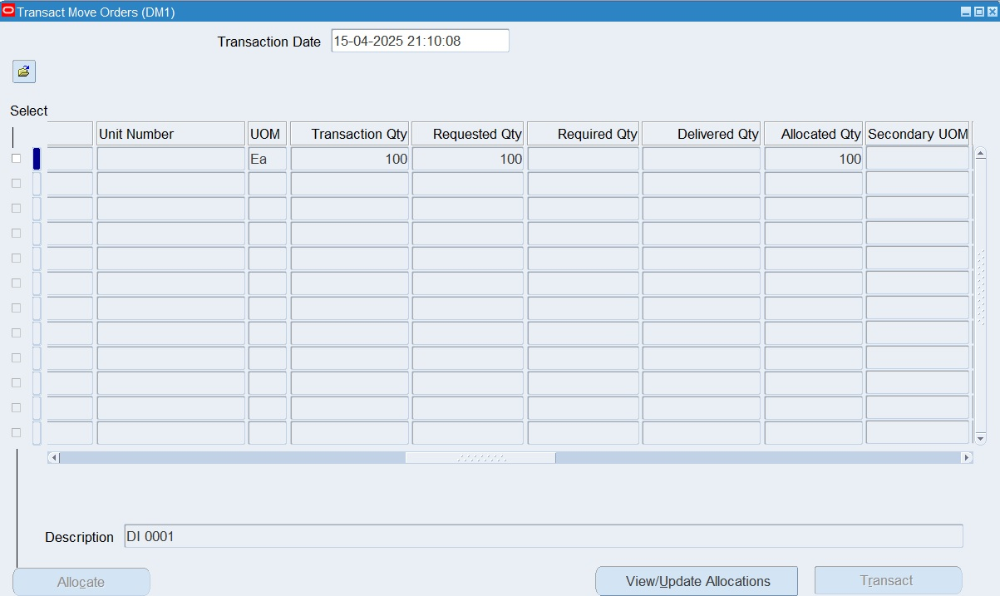 Transact Move Orders (DM1)
Transaction Date 15-04-2025 21:10:08
Select
Unit Number UOM Transaction Qty Requested Qty Required Qty Delivered Qty Allocated Qty Secondary UOM
Ea 100 100 100
Description DI 0001
Allocate View/Update Allocations Transact